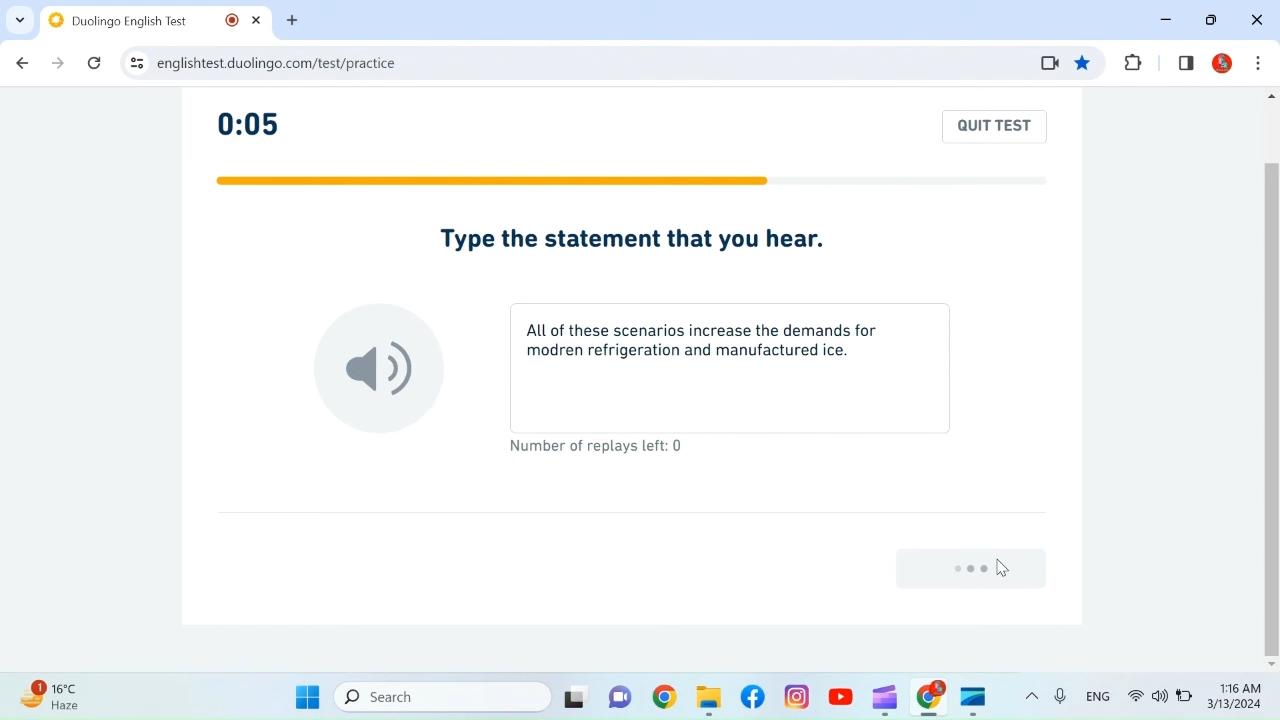 Duolingo English Test
englishtest.duolingo.com/test/practice
0:05
QUIT TEST
Type the statement that you hear.
All of these scenarios increase the demands for
modren refrigeration and manufactured ice.
Number of replays left: 0
1
16°C
Haze
Search
ENG
1:16 AM
3/13/2024